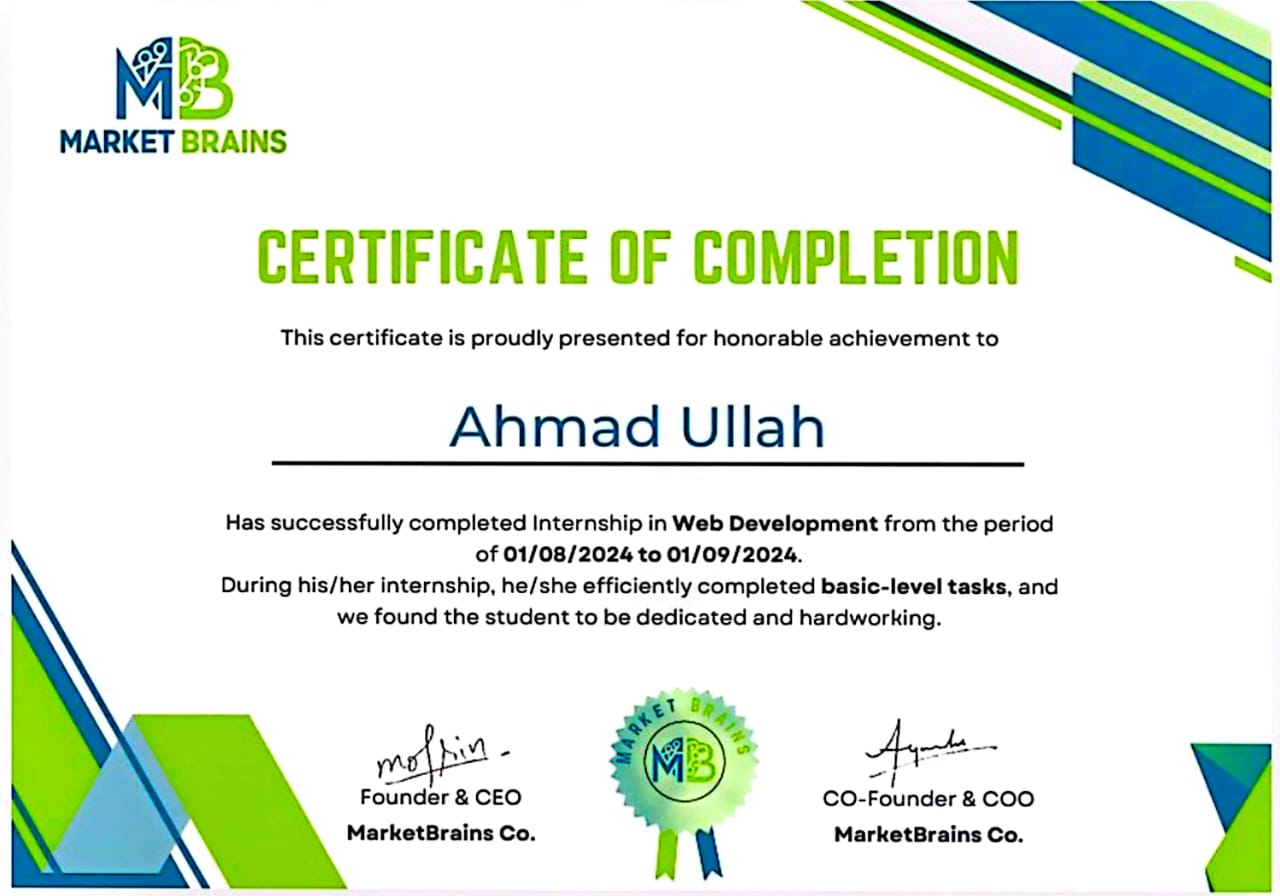 MB
MARKET BRAINS
CERTIFICATE OF COMPLETION
This certificate is proudly presented for honorable achievement to
Ahmad Ullah
Has successfully completed Internship in Web Development from the period
of 01/08/2024 to 01/09/2024.
During his/her internship, he/she efficiently completed basic-level tasks, and
we found the student to be dedicated and hardworking.
Founder & CEO
MarketBrains Co.
MARKET BRAINS
MB
CO-Founder & COO
MarketBrains Co.